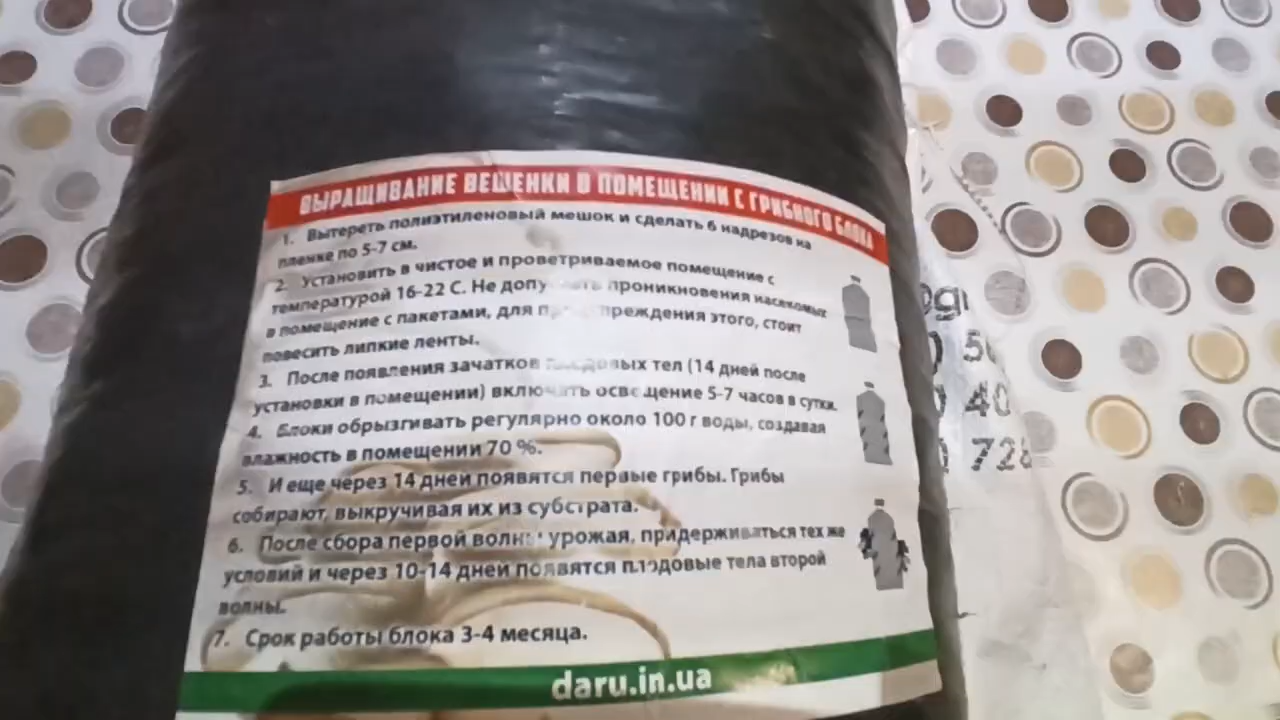 ВЫРАЩИВАНИЕ ВЕШЕНКИ В ПОМЕЩЕНИИ С ГРИБНОГО БЛОКА
1. Вытереть полиэтиленовый мешок и сделать 6 надрезов на
пленке по 5-7 см.
2. Установить в чистое и проветриваемое помещение с
температурой 16-22 С. Не проникновения насекомых
в помещение с пакетами, для этого, стоит
повесить липкие ленты.
3. После появления зачатков плодовых тел (14 дней после
установки в помещении) включать освещение 5-7 часов в сутки.
4. Блоки обрызгивать регулярно около 100 г воды, создавая
влажность в помещении 70 %.
5. И еще через 14 дней появятся первые грибы. Грибы
собирают, выкручивая их из субстрата.
6. После сбора первой волны урожая, придерживаться тех же
условий и через 10-14 дней появятся плодовые тела второй
волны.
7. Срок работы блока 3-4 месяца.
daru.in.ua